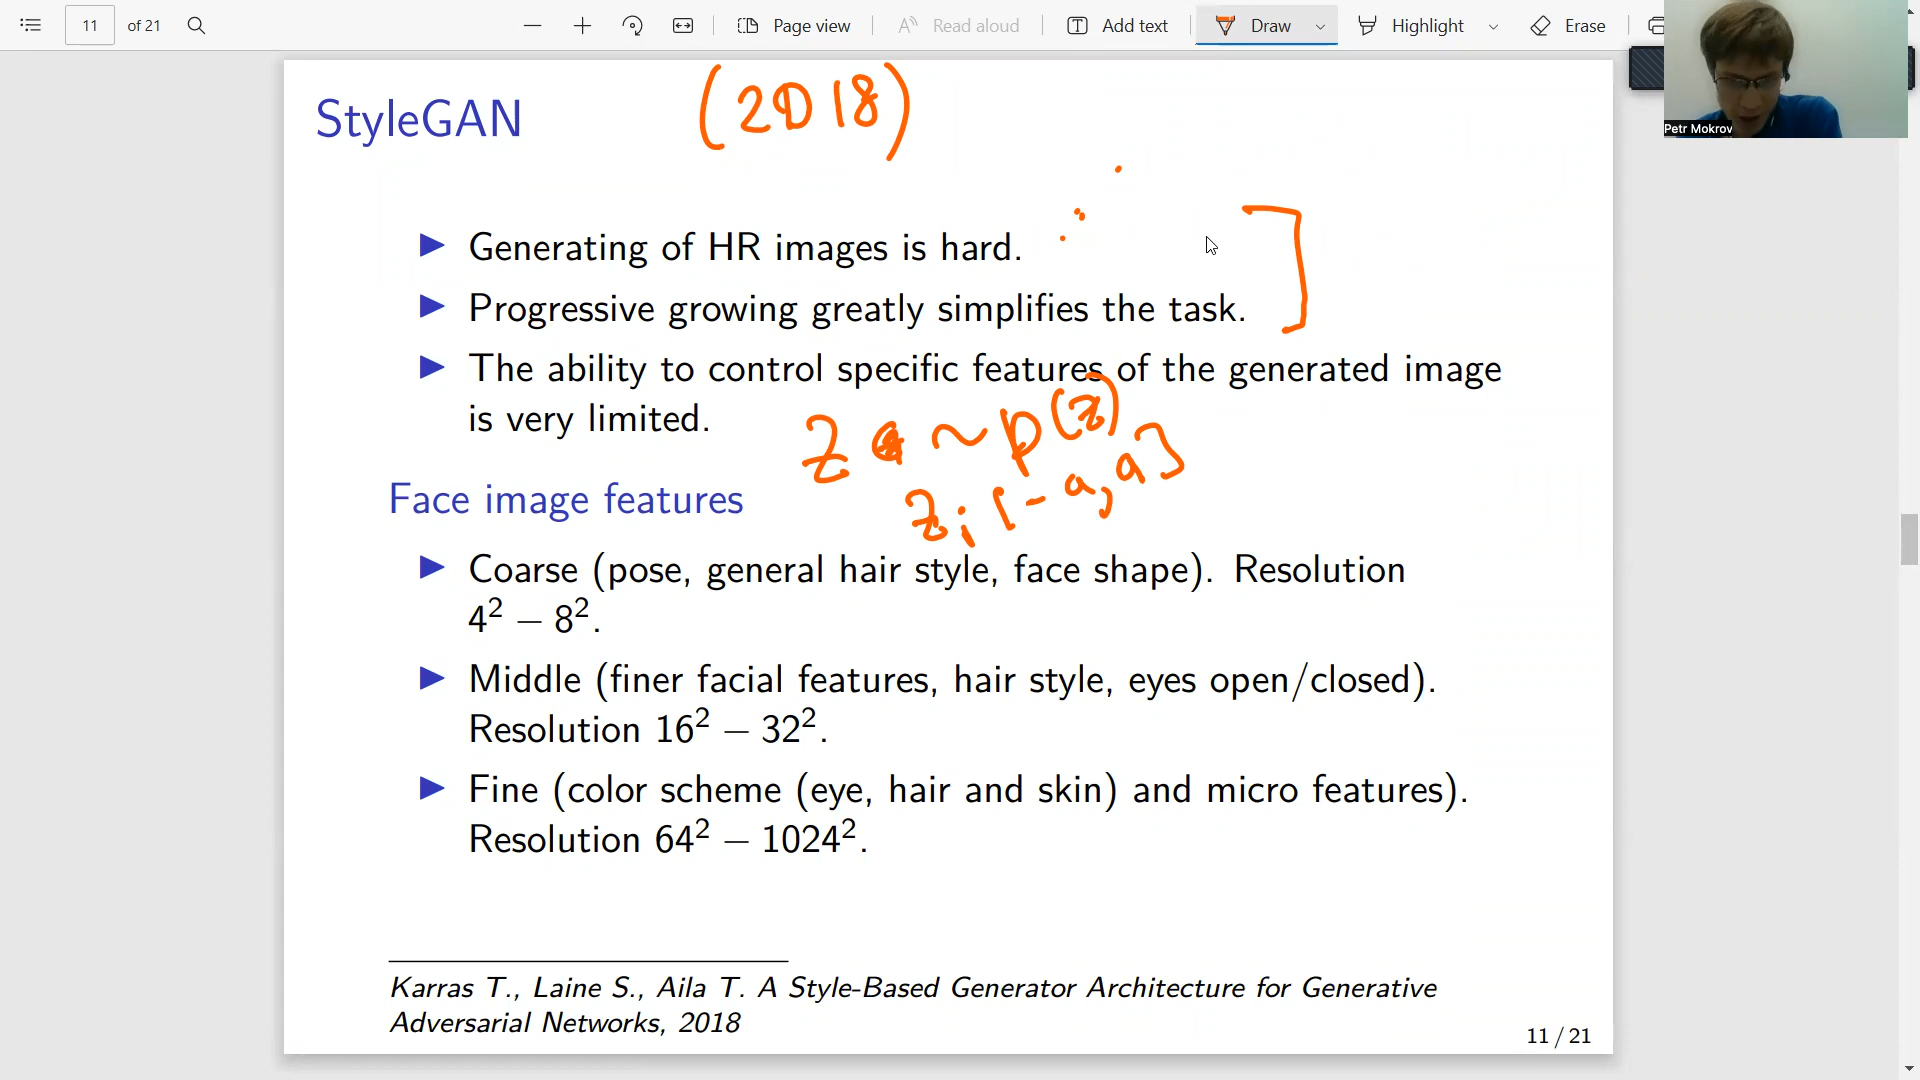 11 of 21 Page view Read aloud Add text Draw Highlight Erase
Petr Mokrov
StyleGAN (2018)
Generating of HR images is hard.
Progressive growing greatly simplifies the task.
The ability to control specific features of the generated image
is very limited.
z ~ p(z)
Face image features
z_i [-a, a]
Coarse (pose, general hair style, face shape). Resolution
4² − 8².
Middle (finer facial features, hair style, eyes open/closed).
Resolution 16² − 32².
Fine (color scheme (eye, hair and skin) and micro features).
Resolution 64² − 1024².
Karras T., Laine S., Aila T. A Style-Based Generator Architecture for Generative
Adversarial Networks, 2018
11 / 21